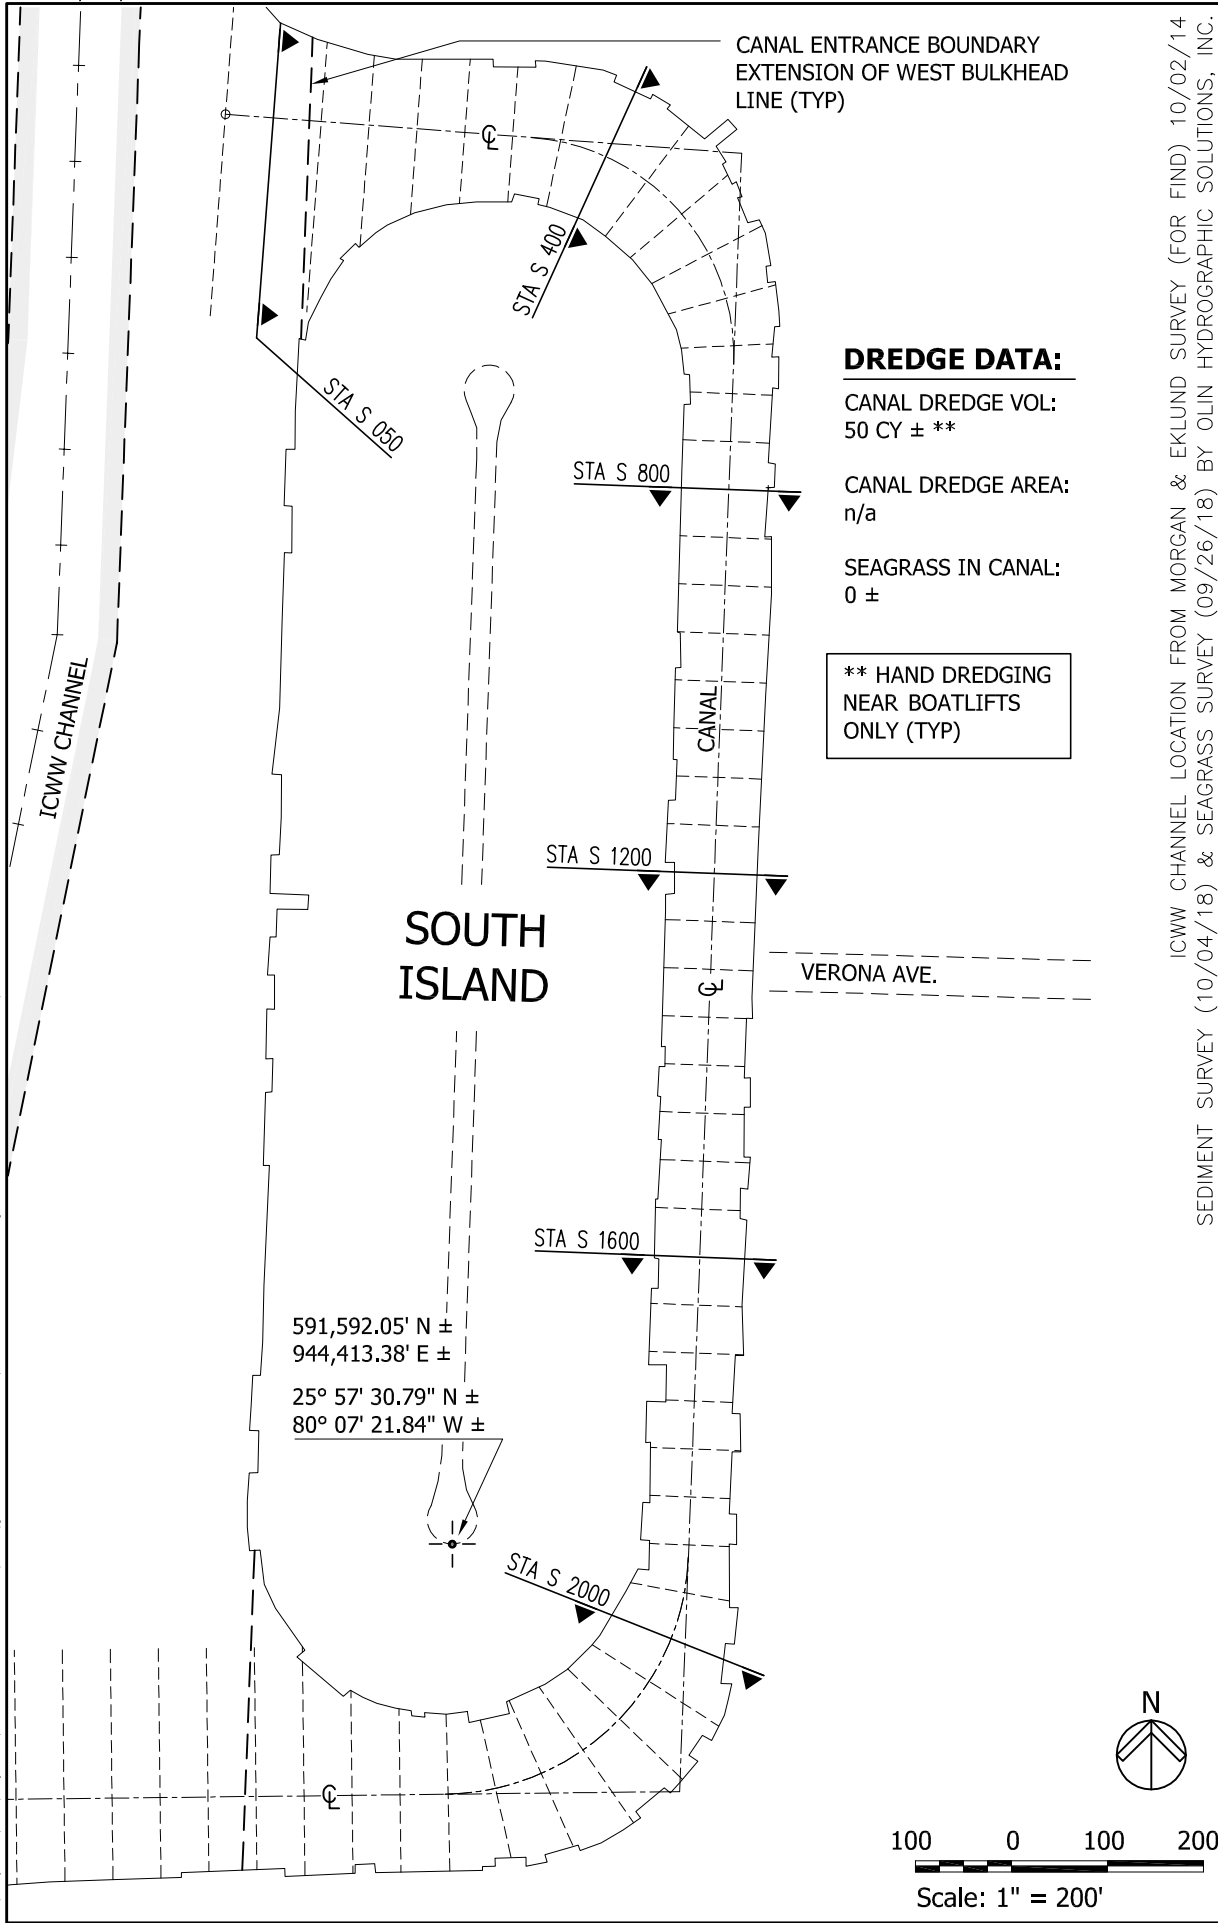 CANAL ENTRANCE BOUNDARY
EXTENSION OF WEST BULKHEAD
LINE (TYP)
℄
STA S 400
STA S 050
DREDGE DATA:
CANAL DREDGE VOL:
50 CY ± **
CANAL DREDGE AREA:
n/a
SEAGRASS IN CANAL:
0 ±
** HAND DREDGING
NEAR BOATLIFTS
ONLY (TYP)
STA S 800
ICWW CHANNEL
CANAL
STA S 1200
SOUTH
ISLAND
VERONA AVE.
℄
STA S 1600
591,592.05' N ±
944,413.38' E ±
25° 57' 30.79" N ±
80° 07' 21.84" W ±
STA S 2000
℄
N
100 0 100 200
Scale: 1" = 200'
ICWW CHANNEL LOCATION FROM MORGAN & EKLUND SURVEY (FOR FIND) 10/02/14
SEDIMENT SURVEY (10/04/18) & SEAGRASS SURVEY (09/26/18) BY OLIN HYDROGRAPHIC SOLUTIONS, INC.